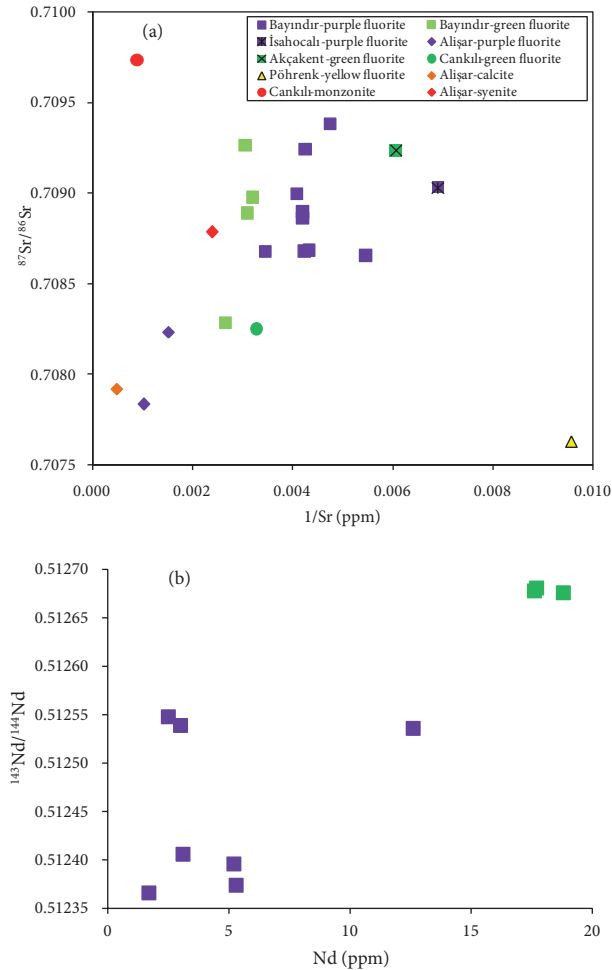 (a)
Bayındır-purple fluorite
Bayındır-green fluorite
İsahocalı-purple fluorite
Alişar-purple fluorite
Akçakent-green fluorite
Cankılı-green fluorite
Pöhrenk-yellow fluorite
Alişar-calcite
Cankılı-monzonite
Alişar-syenite
0.7100
0.7095
0.7090
0.7085
0.7080
0.7075
87Sr/86Sr
0.000
0.002
0.004
0.006
0.008
0.010
1/Sr (ppm)
(b)
0.51270
0.51265
0.51260
0.51255
0.51250
0.51245
0.51240
0.51235
143Nd/144Nd
0
5
10
15
20
Nd (ppm)